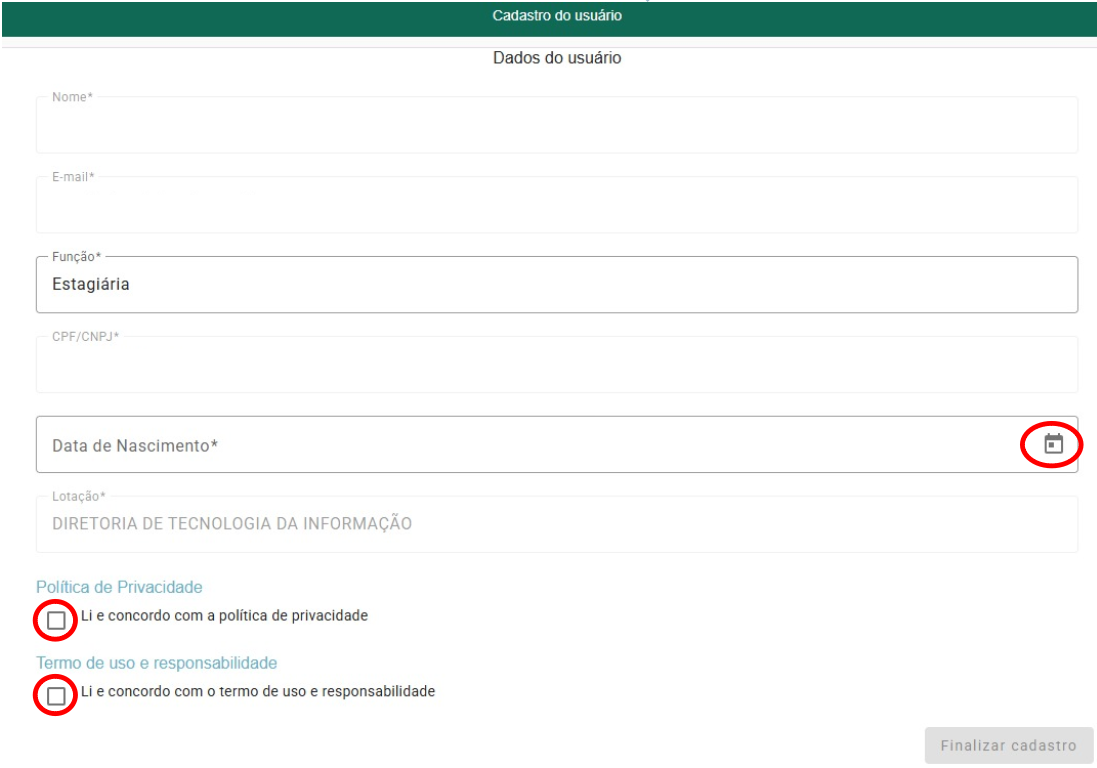 Cadastro do usuário
Dados do usuário
Nome*
E-mail*
Função*
Estagiária
CPF/CNPJ*
Data de Nascimento*
Lotação*
DIRETORIA DE TECNOLOGIA DA INFORMAÇÃO
Política de Privacidade
Li e concordo com a política de privacidade
Termo de uso e responsabilidade
Li e concordo com o termo de uso e responsabilidade
Finalizar cadastro